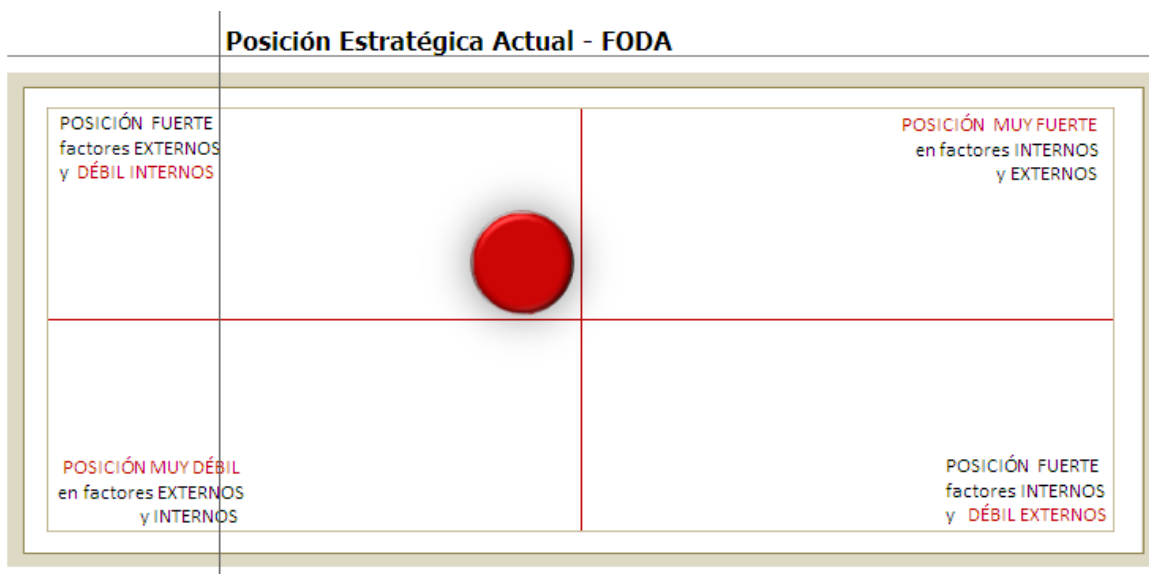 Posición Estratégica Actual - FODA
POSICIÓN FUERTE
factores EXTERNOS
y DÉBIL INTERNOS
POSICIÓN MUY FUERTE
en factores INTERNOS
y EXTERNOS
POSICIÓN MUY DÉBIL
en factores EXTERNOS
y INTERNOS
POSICIÓN FUERTE
factores INTERNOS
y DÉBIL EXTERNOS